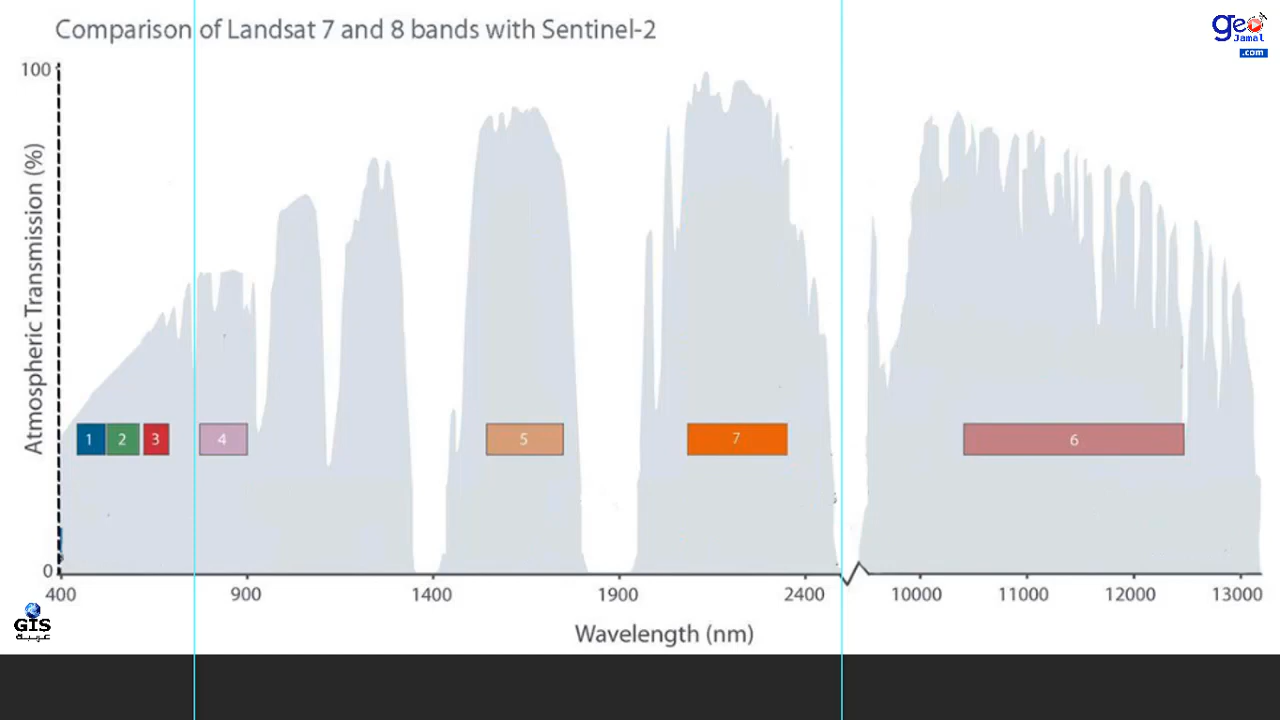 Comparison of Landsat 7 and 8 bands with Sentinel-2
geo
Jamal
.com
100
Atmospheric Transmission (%)
1 2 3 4 5 7 6
0
400 900 1400 1900 2400 10000 11000 12000 13000
GIS
عربية
Wavelength (nm)